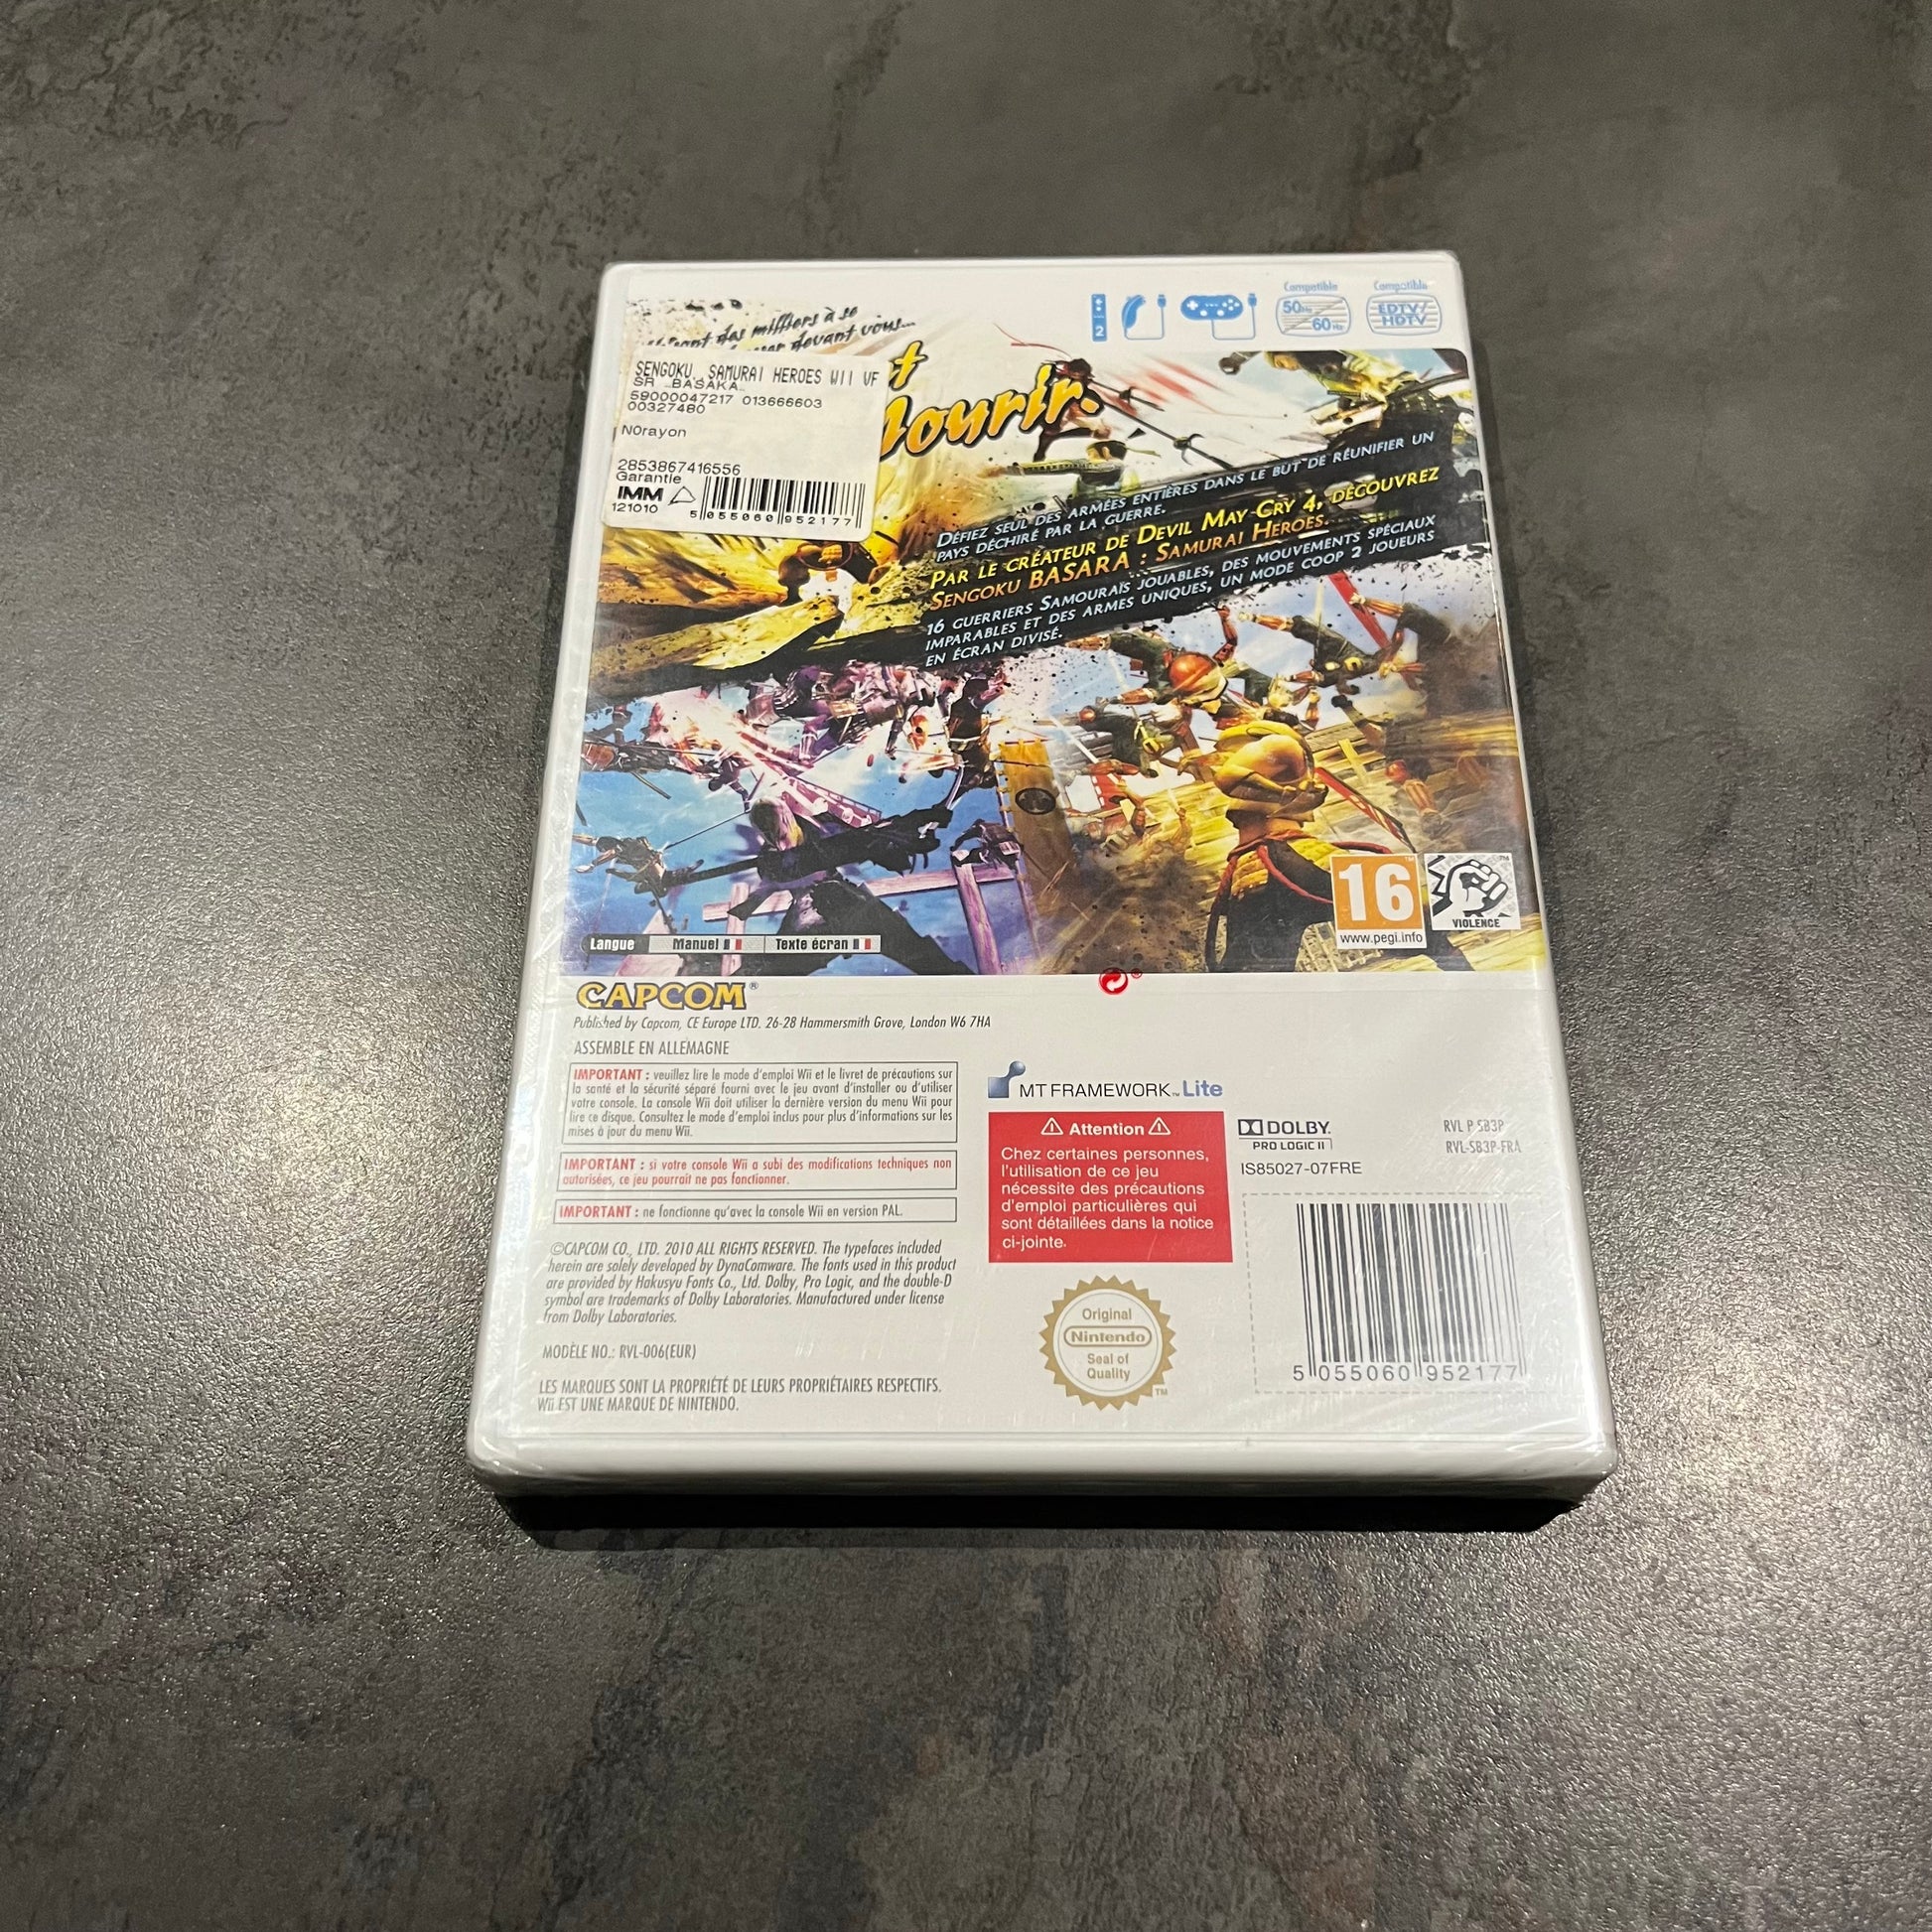 des milliers à se
devant vous...
et
Mourir.
SENGOKU SAMURAI HEROES WII VF
SR BASAKA
59000047217 013666603
00327480
N0rayon
2853867416556
Garantie
IMM
121010
5 055060 952177
2
Compatible
50Hz
60Hz
Compatible
EDTV/
HDTV
DÉFIEZ SEUL DES ARMÉES ENTIÈRES DANS LE BUT DE RÉUNIFIER UN
PAYS DÉCHIRÉ PAR LA GUERRE.
PAR LE CRÉATEUR DE DEVIL MAY CRY 4, DÉCOUVREZ
SENGOKU BASARA : SAMURAI HEROES.
16 GUERRIERS SAMOURAIS JOUABLES, DES MOUVEMENTS SPÉCIAUX
IMPARABLES ET DES ARMES UNIQUES, UN MODE COOP 2 JOUEURS
EN ÉCRAN DIVISÉ.
16
www.pegi.info
VIOLENCE
Langue Manuel Texte écran
CAPCOM®
Published by Capcom, CE Europe LTD. 26-28 Hammersmith Grove, London W6 7HA
ASSEMBLE EN ALLEMAGNE
IMPORTANT : veuillez lire le mode d'emploi Wii et le livret de précautions sur
la santé et la sécurité séparé fourni avec le jeu avant d'installer ou d'utiliser
votre console. La console Wii doit utiliser la dernière version du menu Wii pour
lire ce disque. Consultez le mode d'emploi inclus pour plus d'informations sur les
mises à jour du menu Wii.
IMPORTANT : si votre console Wii a subi des modifications techniques non
autorisées, ce jeu pourrait ne pas fonctionner.
IMPORTANT : ne fonctionne qu'avec la console Wii en version PAL.
©CAPCOM CO., LTD. 2010 ALL RIGHTS RESERVED. The typefaces included
herein are solely developed by DynaComware. The fonts used in this product
are provided by Hakusyu Fonts Co., Ltd. Dolby, Pro Logic, and the double-D
symbol are trademarks of Dolby Laboratories. Manufactured under license
from Dolby Laboratories.
MODÈLE NO.: RVL-006(EUR)
LES MARQUES SONT LA PROPRIÉTÉ DE LEURS PROPRIÉTAIRES RESPECTIFS.
Wii EST UNE MARQUE DE NINTENDO.
MT FRAMEWORK™ Lite
Attention
Chez certaines personnes,
l'utilisation de ce jeu
nécessite des précautions
d'emploi particulières qui
sont détaillées dans la notice
ci-jointe.
DOLBY
PRO LOGIC II
IS85027-07FRE
RVL P SB3P
RVL-SB3P-FRA
Original
Nintendo
Seal of
Quality
TM
5 055060 952177